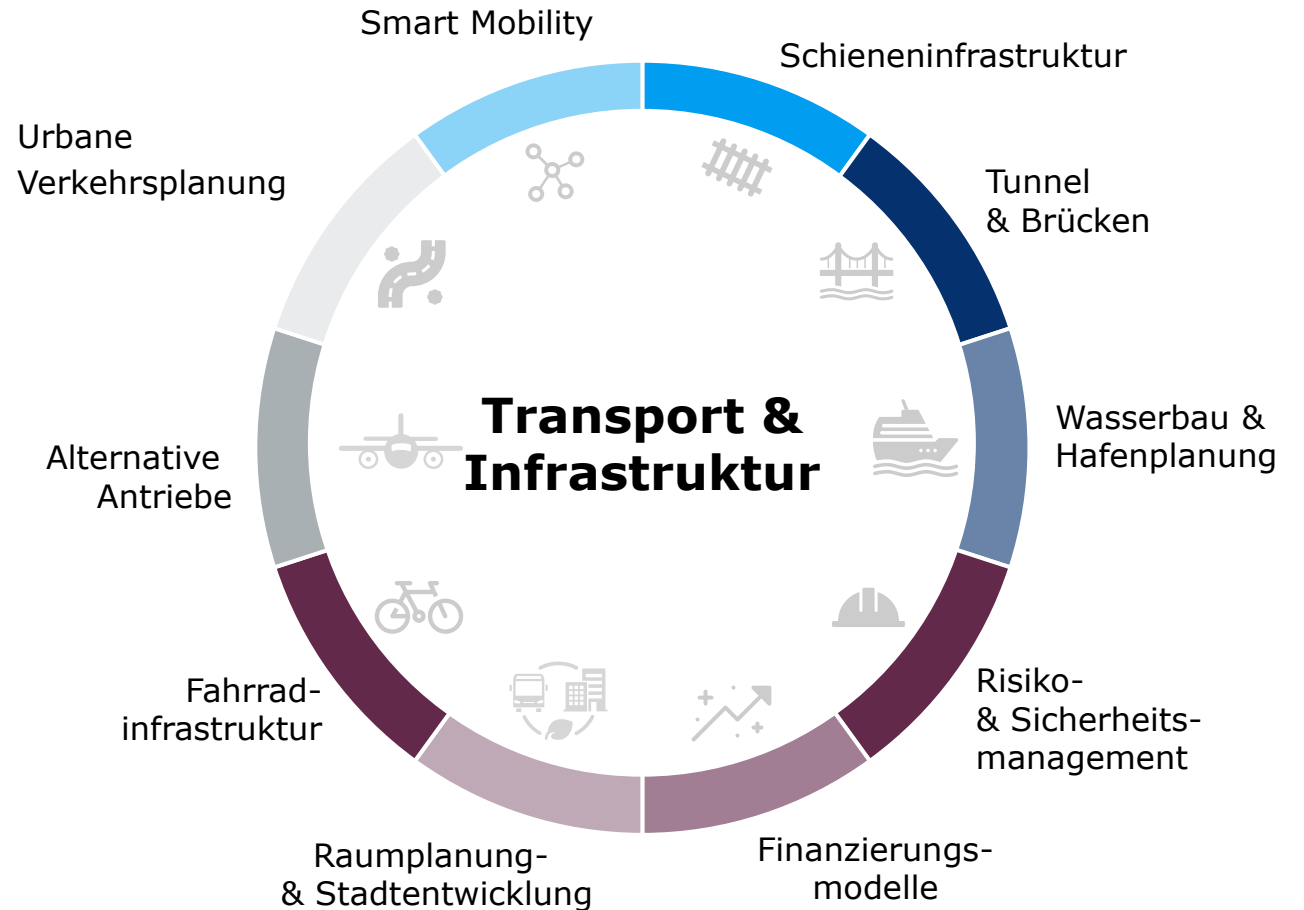 Smart Mobility
Schieneninfrastruktur
Urbane
Verkehrsplanung
Tunnel
& Brücken
Transport &
Infrastruktur
Wasserbau &
Hafenplanung
Alternative
Antriebe
Fahrrad-
infrastruktur
Risiko-
& Sicherheits-
management
Raumplanung-
& Stadtentwicklung
Finanzierungs-
modelle